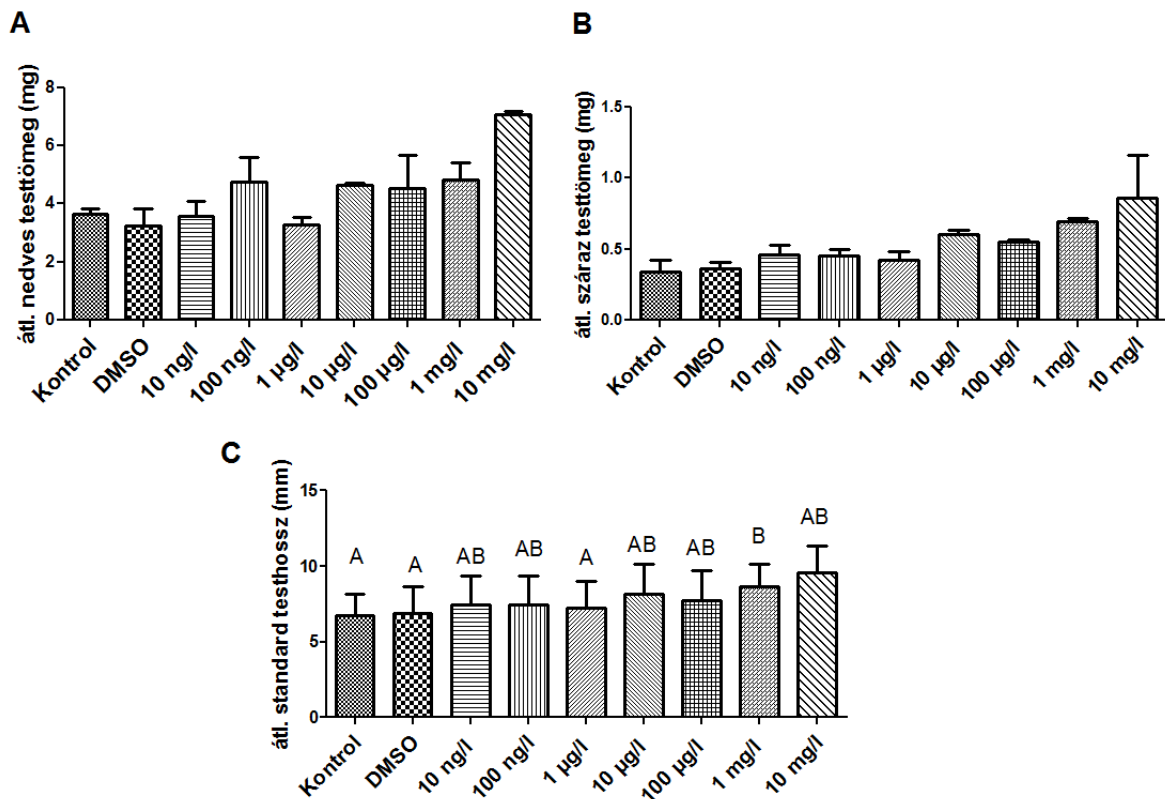 A
átl. nedves testtömeg (mg)
8
6
4
2
0
Kontrol
DMSO
10 ng/l
100 ng/l
1 µg/l
10 µg/l
100 µg/l
1 mg/l
10 mg/l
B
átl. száraz testtömeg (mg)
1.5
1.0
0.5
0.0
Kontrol
DMSO
10 ng/l
100 ng/l
1 µg/l
10 µg/l
100 µg/l
1 mg/l
10 mg/l
C
átl. standard testhossz (mm)
15
10
5
0
A
A
AB
AB
A
AB
AB
B
AB
Kontrol
DMSO
10 ng/l
100 ng/l
1 µg/l
10 µg/l
100 µg/l
1 mg/l
10 mg/l